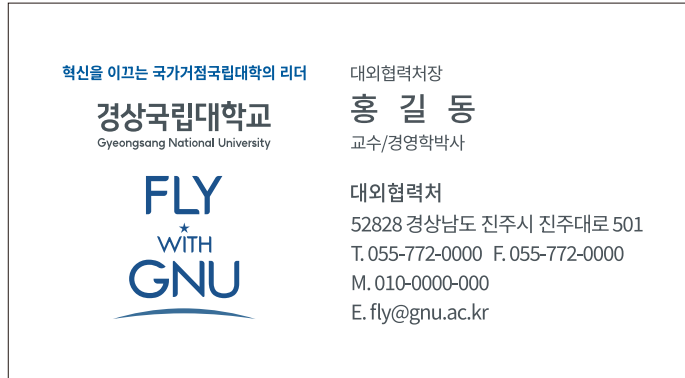 혁신을 이끄는 국가거점국립대학의 리더
경상국립대학교
Gyeongsang National University
FLY
WITH
GNU
대외협력처장
홍 길 동
교수/경영학박사
대외협력처
52828 경상남도 진주시 진주대로 501
T. 055-772-0000 F. 055-772-0000
M. 010-0000-000
E. fly@gnu.ac.kr